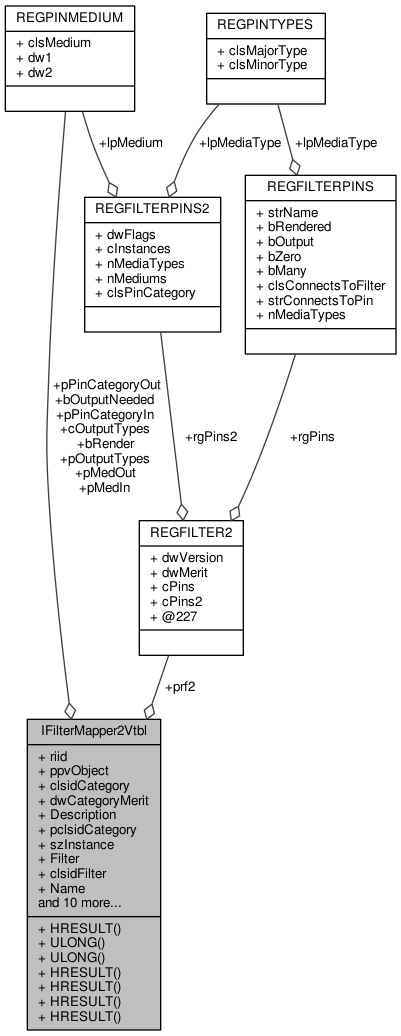 REGPINMEDIUM
+ clsMedium
+ dw1
+ dw2
REGPINTYPES
+ clsMajorType
+ clsMinorType
+lpMedium
+lpMediaType
+lpMediaType
REGFILTERPINS2
+ dwFlags
+ cInstances
+ nMediaTypes
+ nMediums
+ clsPinCategory
REGFILTERPINS
+ strName
+ bRendered
+ bOutput
+ bZero
+ bMany
+ clsConnectsToFilter
+ strConnectsToPin
+ nMediaTypes
+pPinCategoryOut
+bOutputNeeded
+pPinCategoryIn
+cOutputTypes
+bRender
+pOutputTypes
+pMedOut
+pMedIn
+rgPins2
+rgPins
REGFILTER2
+ dwVersion
+ dwMerit
+ cPins
+ cPins2
+ @227
+prf2
IFilterMapper2Vtbl
+ riid
+ ppvObject
+ clsidCategory
+ dwCategoryMerit
+ Description
+ pclsidCategory
+ szInstance
+ Filter
+ clsidFilter
+ Name
and 10 more...
+ HRESULT()
+ ULONG()
+ ULONG()
+ HRESULT()
+ HRESULT()
+ HRESULT()
+ HRESULT()